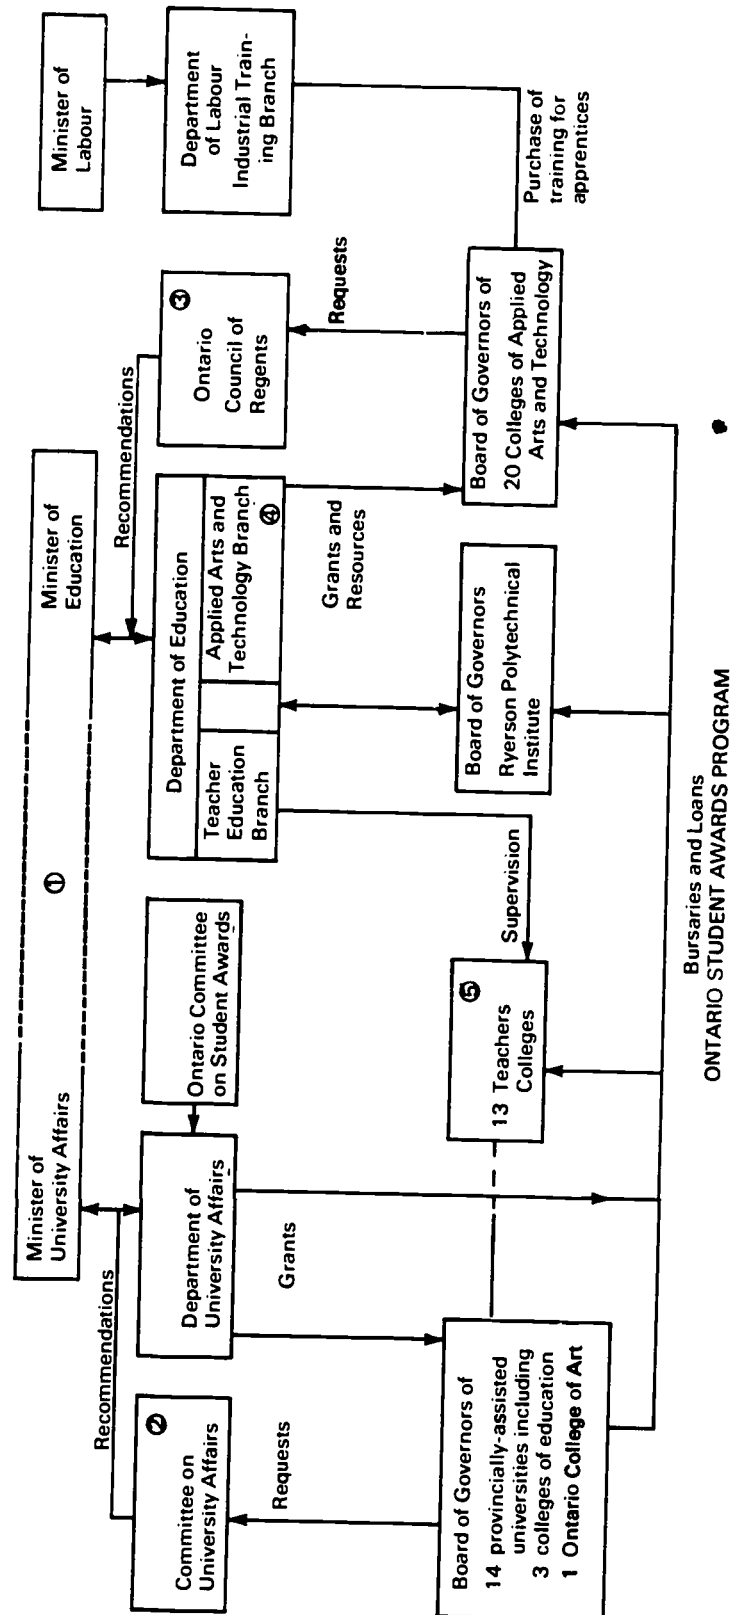 Minister of
University Affairs
①
Minister of
Education
Minister of
Labour
Recommendations
Recommendations
②
Committee on
University Affairs
Department of
University Affairs
Ontario Committee
on Student Awards
Department of Education
Teacher
Education
Branch
Applied Arts and
Technology Branch
④
③
Ontario
Council of
Regents
Department
of Labour
Industrial Train-
ing Branch
Requests
Grants
Supervision
Grants and
Resources
Requests
Purchase of
training for
apprentices
Board of Governors of
14 provincially-assisted
universities including
3 colleges of education
1 Ontario College of Art
⑤
13 Teachers
Colleges
Board of Governors
Ryerson Polytechnical
Institute
Board of Governors of
20 Colleges of Applied
Arts and Technology
Bursaries and Loans
ONTARIO STUDENT AWARDS PROGRAM